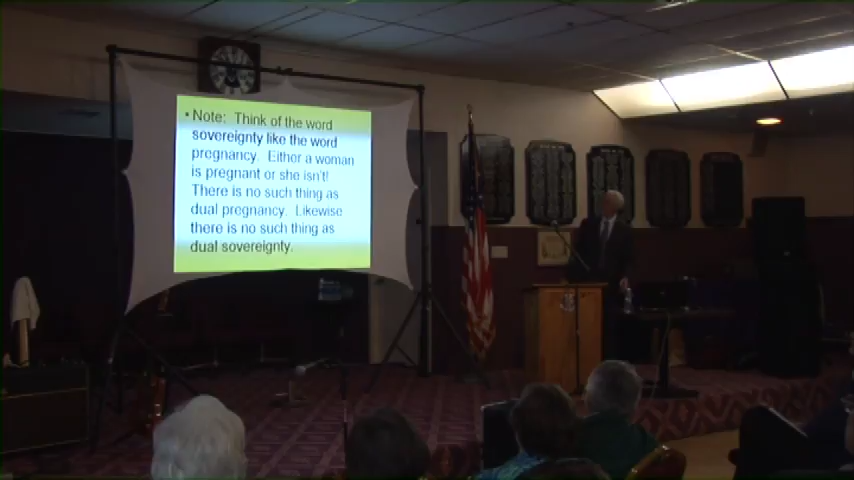 • Note: Think of the word
sovereignty like the word
pregnancy. Either a woman
is pregnant or she isn't!
There is no such thing as
dual pregnancy. Likewise
there is no such thing as
dual sovereignty.